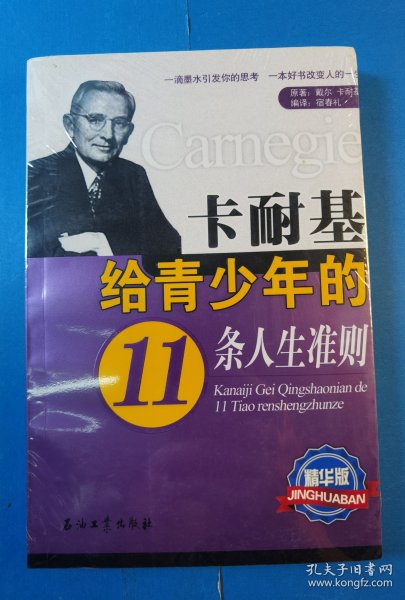 一滴墨水引发你的思考 一本好书改变人的一生
原著：戴尔 卡耐基
编译：宿春礼
Carnegie
卡耐基
给青少年的
11
条人生准则
Kanaiji Gei Qingshaonian de
11 Tiao renshengzhunze
精华版
JINGHUABAN
石油工业出版社
孔夫子旧书网
www.kongfz.com